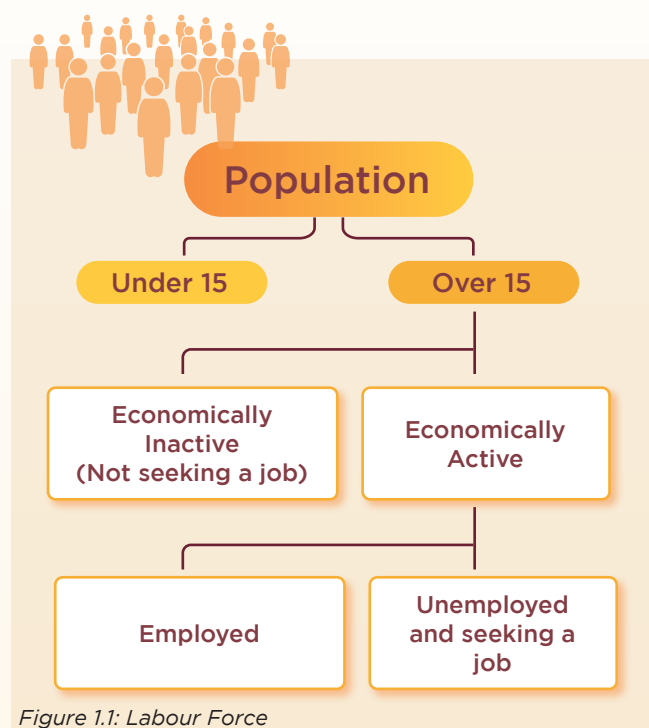 Population
Under 15
Over 15
Economically
Inactive
(Not seeking a job)
Economically
Active
Employed
Unemployed
and seeking a
job
Figure 1.1: Labour Force